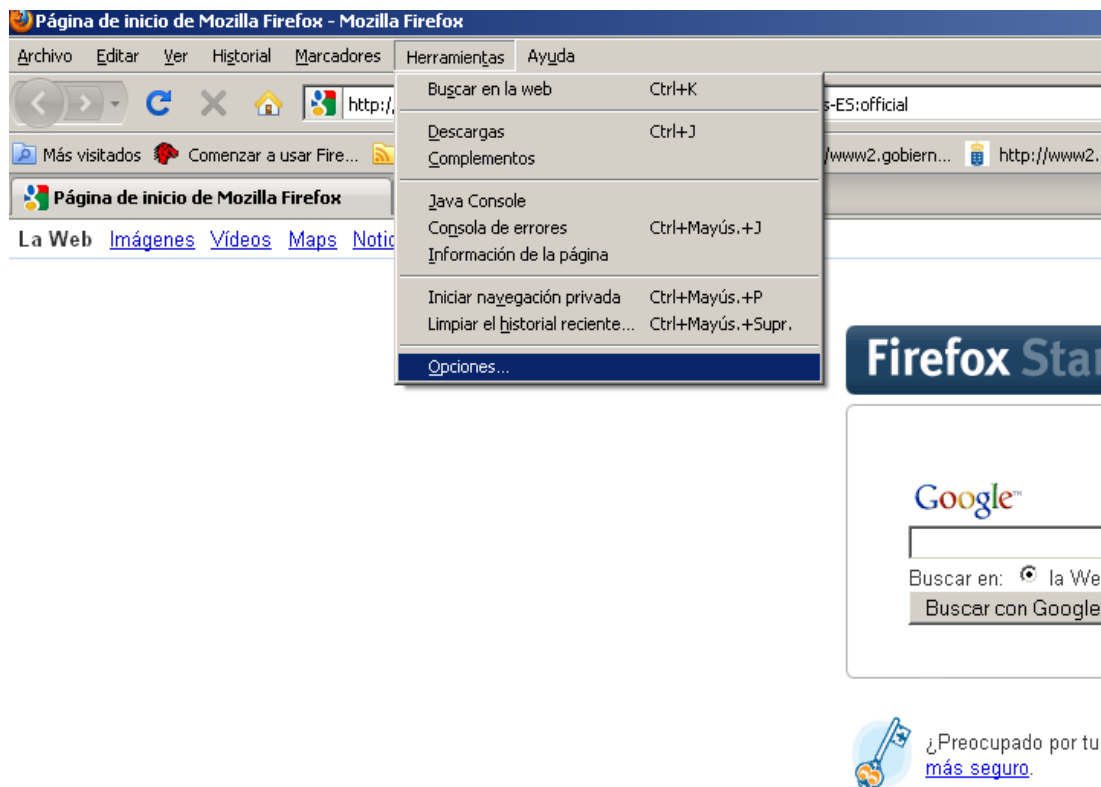 Página de inicio de Mozilla Firefox - Mozilla Firefox
Archivo Editar Ver Historial Marcadores Herramientas Ayuda
http:/
s-ES:official
Más visitados Comenzar a usar Fire...
/www2.gobiern... http://www2.
Página de inicio de Mozilla Firefox
La Web Imágenes Vídeos Maps Notic
Buscar en la web Ctrl+K
Descargas Ctrl+J
Complementos
Java Console
Consola de errores Ctrl+Mayús.+J
Información de la página
Iniciar navegación privada Ctrl+Mayús.+P
Limpiar el historial reciente... Ctrl+Mayús.+Supr.
Opciones...
Firefox Star
Google™
Buscar en: la We
Buscar con Google
¿Preocupado por tu
más seguro.